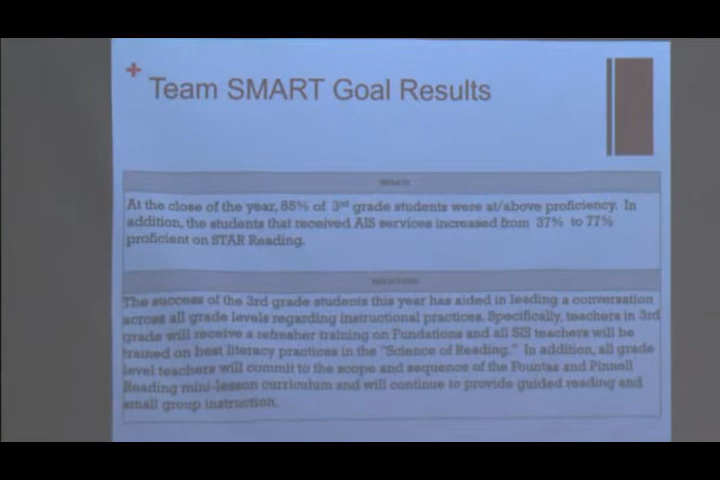 + Team SMART Goal Results
At the close of the year, 88% of 3rd grade students were at/above proficiency. In
addition, the students that received AIS services increased from 37% to 77%
proficient on STAR Reading.
The success of the 3rd grade students this year has aided in leading a conversation
across all grade levels regarding instructional practices. Specifically, teachers in 3rd
grade will receive a refresher training on Fundations and all SIS teachers will be
trained on best literacy practices in the "Science of Reading." In addition, all grade
level teachers will commit to the scope and sequence of the Fountas and Pinnell
Reading mini-lesson curriculum and will continue to provide guided reading and
small group instruction.